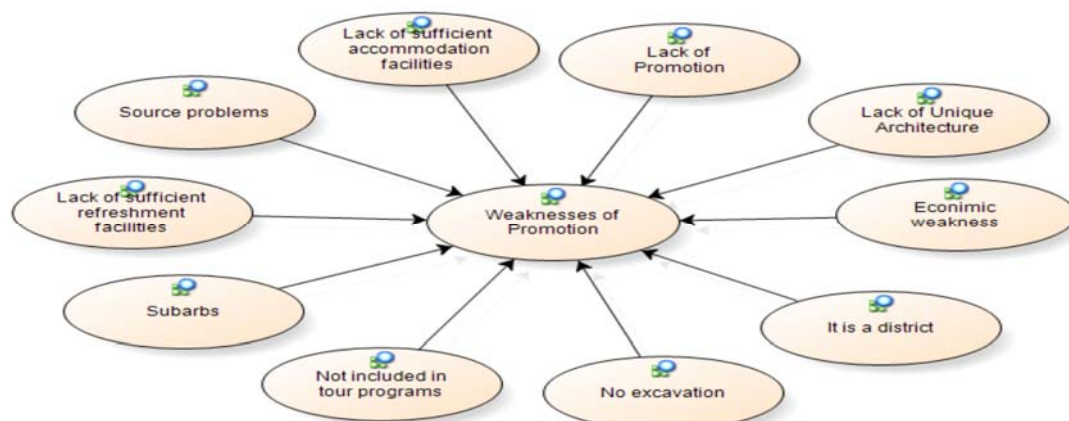 Lack of sufficient
accommodation
facilities
Lack of
Promotion
Source problems
Lack of Unique
Architecture
Lack of sufficient
refreshment
facilities
Weaknesses of
Promotion
Econimic
weakness
Subarbs
It is a district
Not included in
tour programs
No excavation